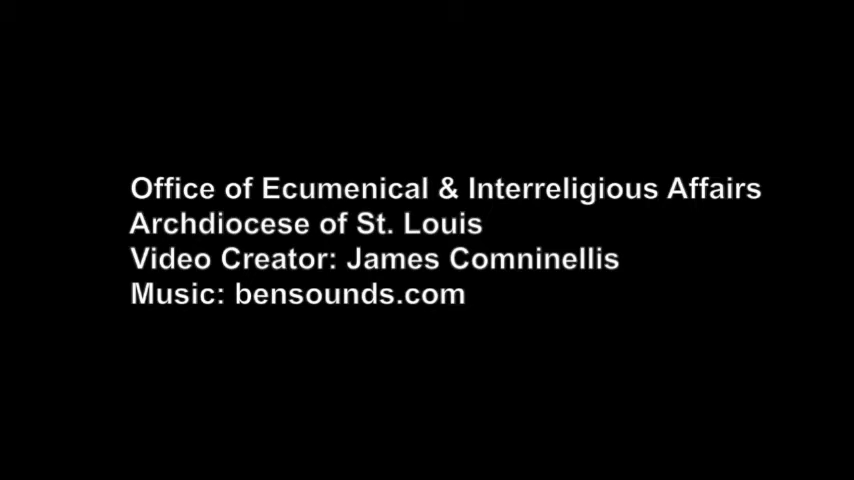 Office of Ecumenical & Interreligious Affairs
Archdiocese of St. Louis
Video Creator: James Comninellis
Music: bensounds.com